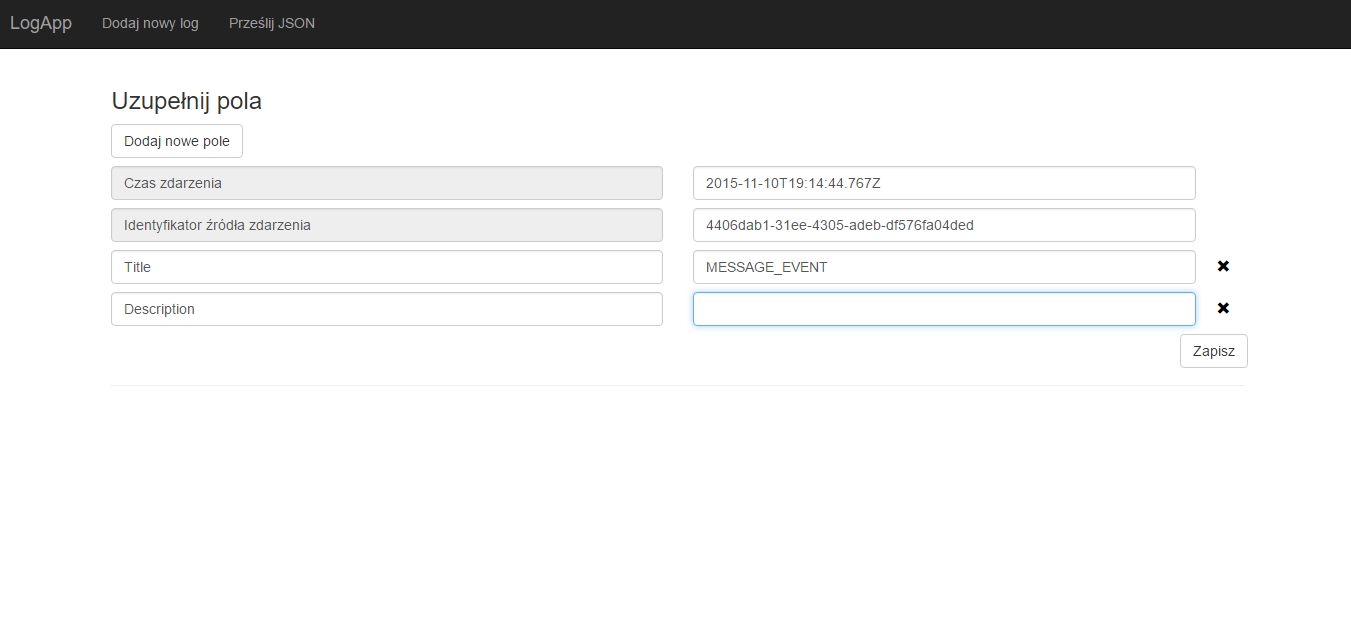 LogApp Dodaj nowy log Prześlij JSON
Uzupełnij pola
Dodaj nowe pole
Czas zdarzenia 2015-11-10T19:14:44.767Z
Identyfikator źródła zdarzenia 4406dab1-31ee-4305-adeb-df576fa04ded
Title MESSAGE_EVENT
Description
Zapisz